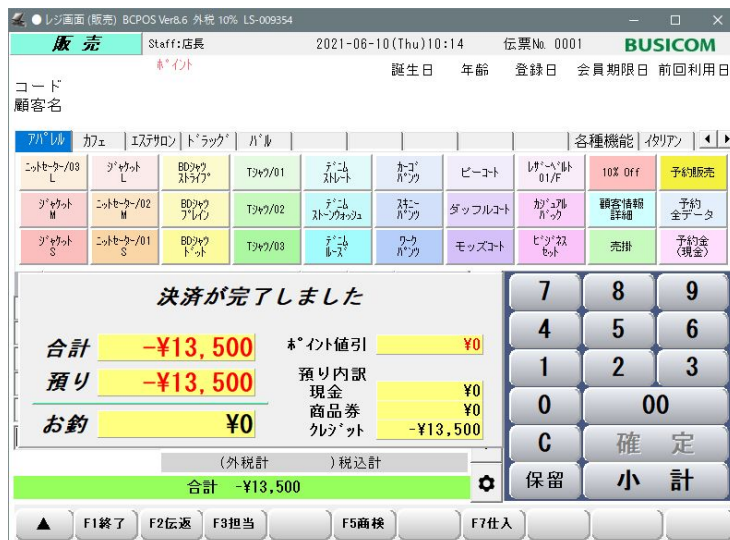 ●レジ画面 (販売) BCPOS Ver8.6 外税 10% LS-009354
販 売 Staff:店長 2021-06-10(Thu)10:14 伝票№ 0001 BUSICOM
ﾎﾟｲﾝﾄ 誕生日 年齢 登録日 会員期限日 前回利用日
コード
顧客名
ｱﾊﾟﾚﾙ ｶﾌｪ ｴｽﾃｻﾛﾝ ﾄﾞﾗｯｸﾞ ﾊﾞﾙ 各種機能 ｲﾀﾘｱﾝ
ﾆｯﾄｾｰﾀｰ/03 L ｼﾞｬｹｯﾄ L BDｼｬﾂ ｽﾄﾗｲﾌﾟ Tｼｬﾂ/01 ﾃﾞﾆﾑ ｽﾄﾚｰﾄ ｶｰｺﾞ ﾊﾟﾝﾂ ﾋﾟｰｺｰﾄ ﾚｻﾞｰﾍﾞﾙﾄ 01/F 10% Off 予約販売
ｼﾞｬｹｯﾄ M ﾆｯﾄｾｰﾀｰ/02 M BDｼｬﾂ ﾌﾟﾚｲﾝ Tｼｬﾂ/02 ﾃﾞﾆﾑ ｽﾄｰﾝｳｫｯｼｭ ｽｷﾆｰ ﾊﾟﾝﾂ ﾀﾞｯﾌﾙｺｰﾄ ｶｼﾞｭｱﾙ ﾊﾞｯｸ 顧客情報 詳細 予約 全データ
ｼﾞｬｹｯﾄ S ﾆｯﾄｾｰﾀｰ/01 S BDｼｬﾂ ﾄﾞｯﾄ Tｼｬﾂ/03 ﾃﾞﾆﾑ ﾙｰｽﾞ ﾜｰｸ ﾊﾟﾝﾂ ﾓｯｽﾞｺｰﾄ ﾋﾞｼﾞﾈｽ ｾｯﾄ 売掛 予約金 (現金)
決済が完了しました
合計 -¥13,500 ﾎﾟｲﾝﾄ値引 ¥0
預り -¥13,500 預り内訳
現金 ¥0
商品券 ¥0
お釣 ¥0 ｸﾚｼﾞｯﾄ -¥13,500
7 8 9
4 5 6
1 2 3
0 00
C 確 定
保留 小 計
(外税計 )税込計
合計 -¥13,500
▲ F1終了 F2伝返 F3担当 F5商検 F7仕入